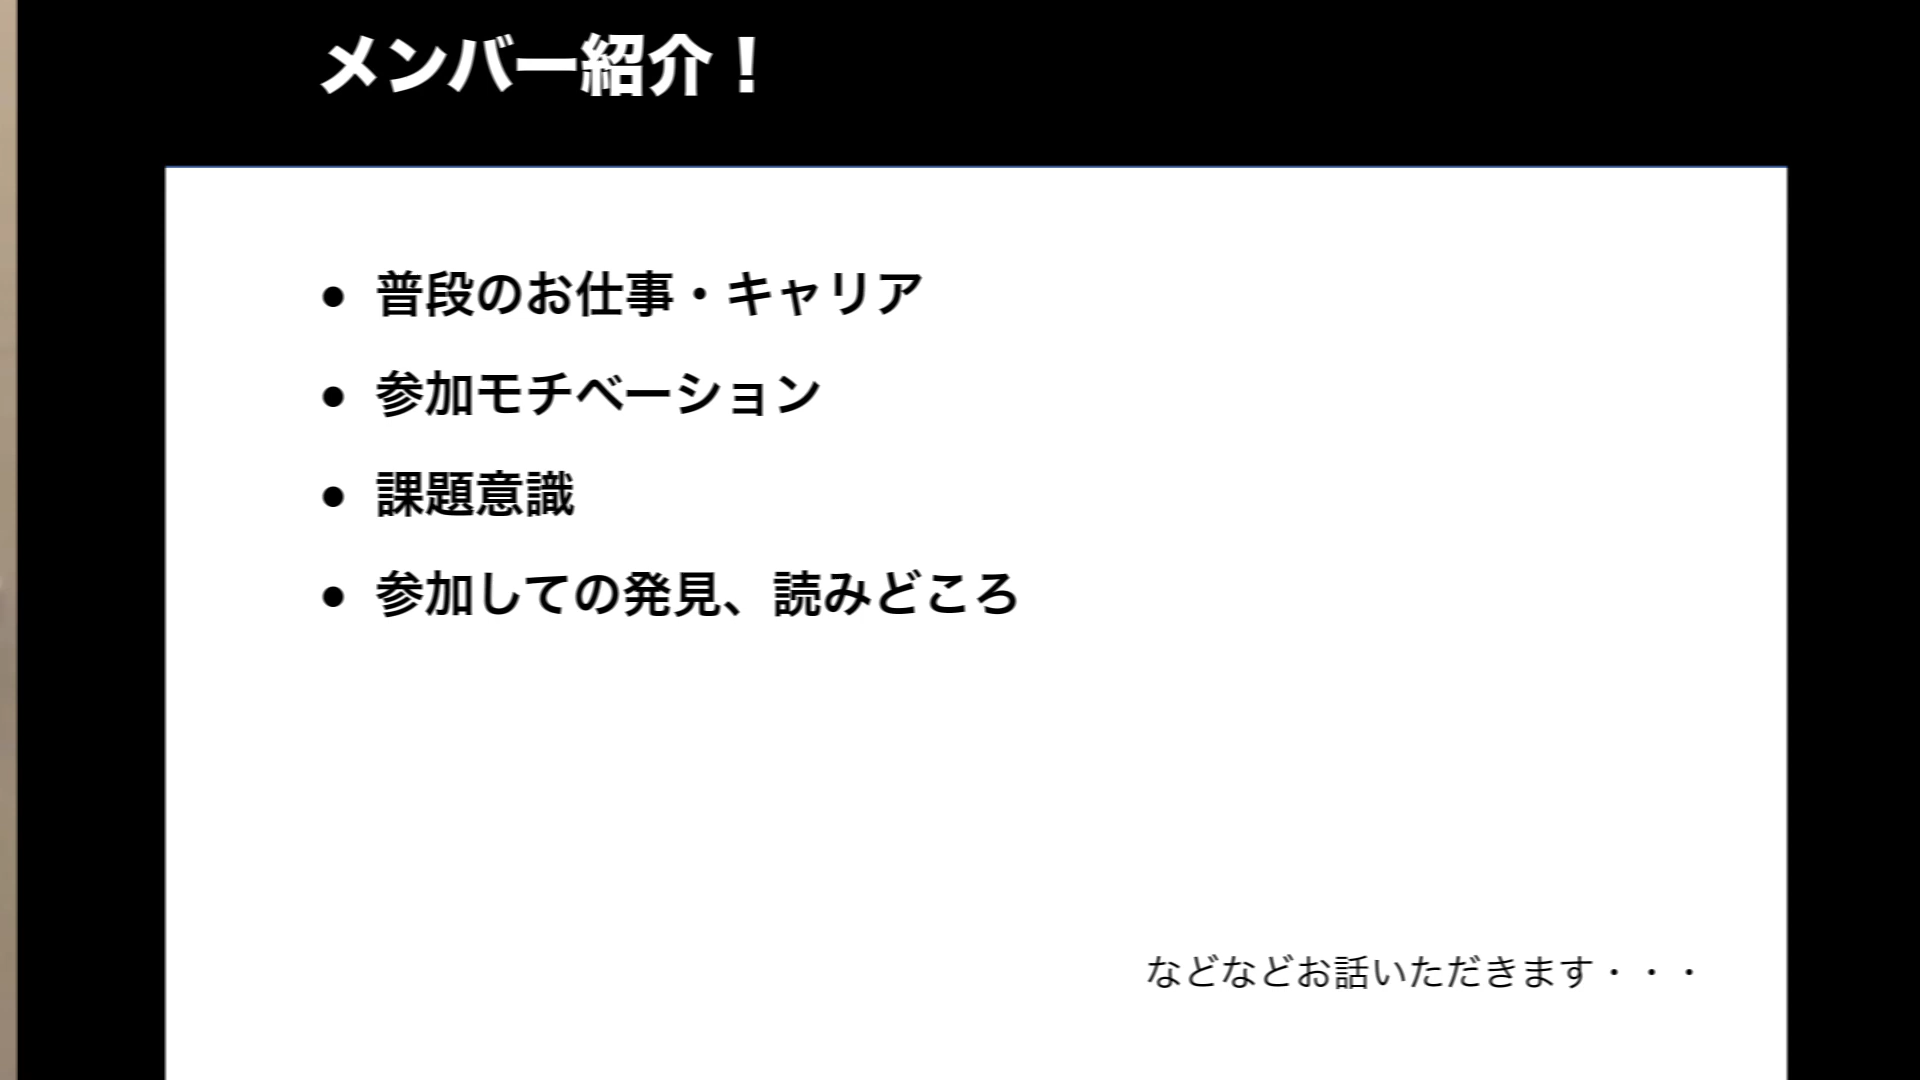 メンバー紹介！
● 普段のお仕事・キャリア
● 参加モチベーション
● 課題意識
● 参加しての発見、読みどころ
などなどお話いただきます・・・